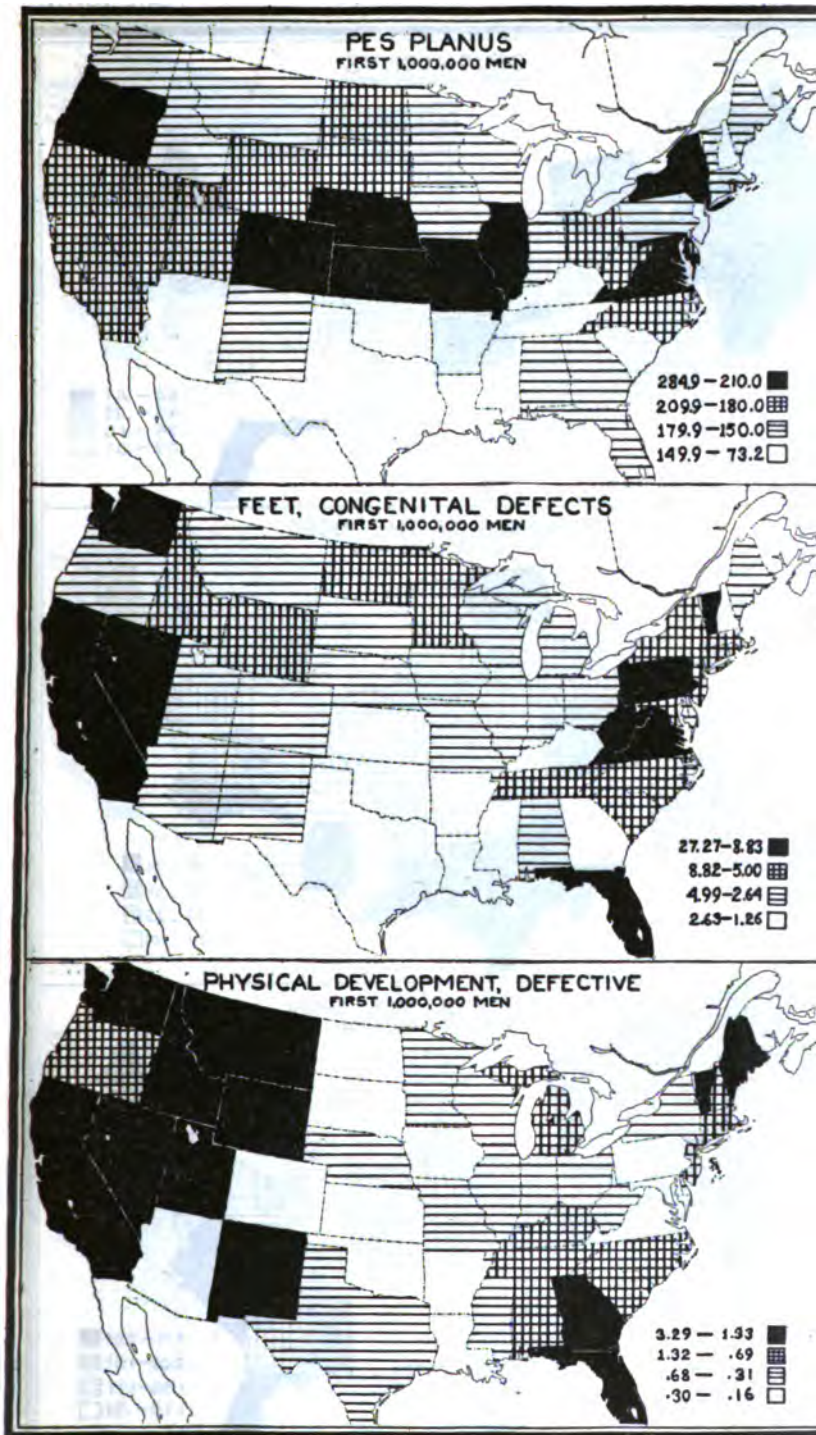 PES PLANUS
FIRST 1,000,000 MEN
284.9–210.0
209.9–180.0
179.9–150.0
149.9– 73.2
FEET, CONGENITAL DEFECTS
FIRST 1,000,000 MEN
27.27–8.83
8.82–5.00
4.99–2.64
2.63–1.26
PHYSICAL DEVELOPMENT, DEFECTIVE
FIRST 1,000,000 MEN
3.29 — 1.33
1.32 — .69
.68 — .31
.30 — .16